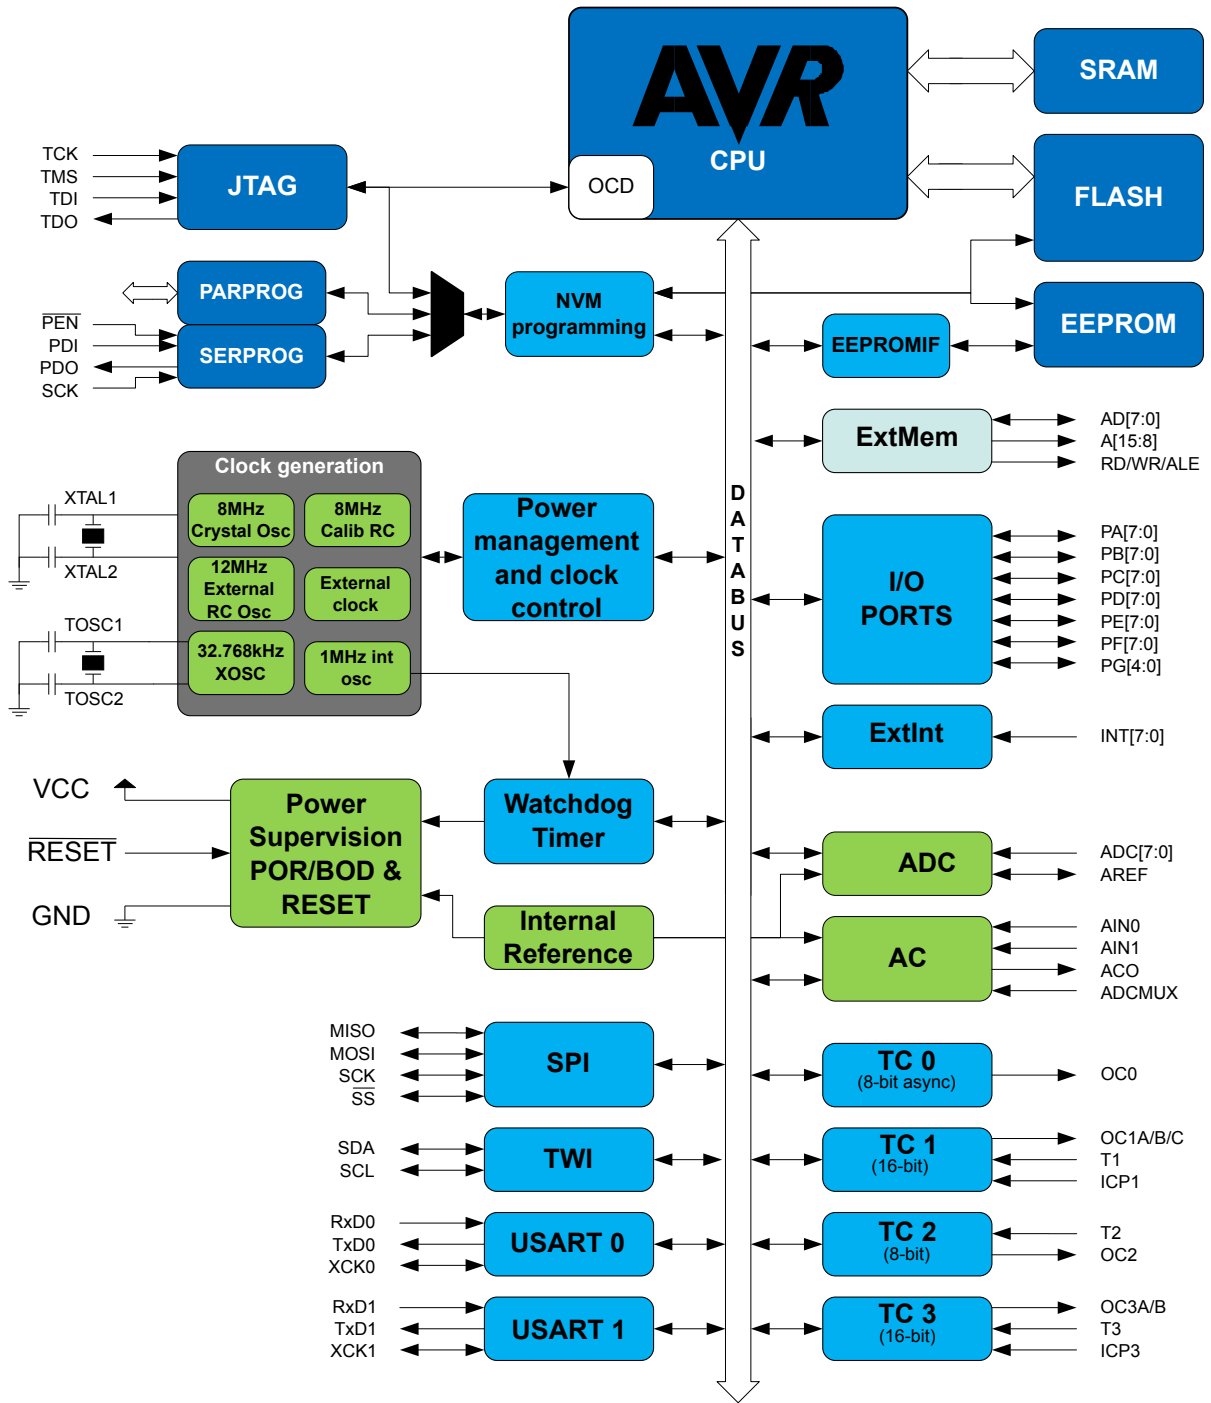 AVR
CPU
OCD
SRAM
FLASH
EEPROM
TCK
TMS
TDI
TDO
JTAG
PARPROG
PEN
PDI
PDO
SCK
SERPROG
NVM
programming
EEPROMIF
ExtMem
AD[7:0]
A[15:8]
RD/WR/ALE
Clock generation
XTAL1
XTAL2
TOSC1
TOSC2
8MHz
Crystal Osc
8MHz
Calib RC
12MHz
External
RC Osc
External
clock
32.768kHz
XOSC
1MHz int
osc
Power
management
and clock
control
DATABUS
I/O
PORTS
PA[7:0]
PB[7:0]
PC[7:0]
PD[7:0]
PE[7:0]
PF[7:0]
PG[4:0]
ExtInt
INT[7:0]
VCC
RESET
GND
Power
Supervision
POR/BOD &
RESET
Watchdog
Timer
Internal
Reference
ADC
ADC[7:0]
AREF
AC
AIN0
AIN1
ACO
ADCMUX
MISO
MOSI
SCK
SS
SPI
TC 0
(8-bit async)
OC0
SDA
SCL
TWI
TC 1
(16-bit)
OC1A/B/C
T1
ICP1
RxD0
TxD0
XCK0
USART 0
TC 2
(8-bit)
T2
OC2
RxD1
TxD1
XCK1
USART 1
TC 3
(16-bit)
OC3A/B
T3
ICP3